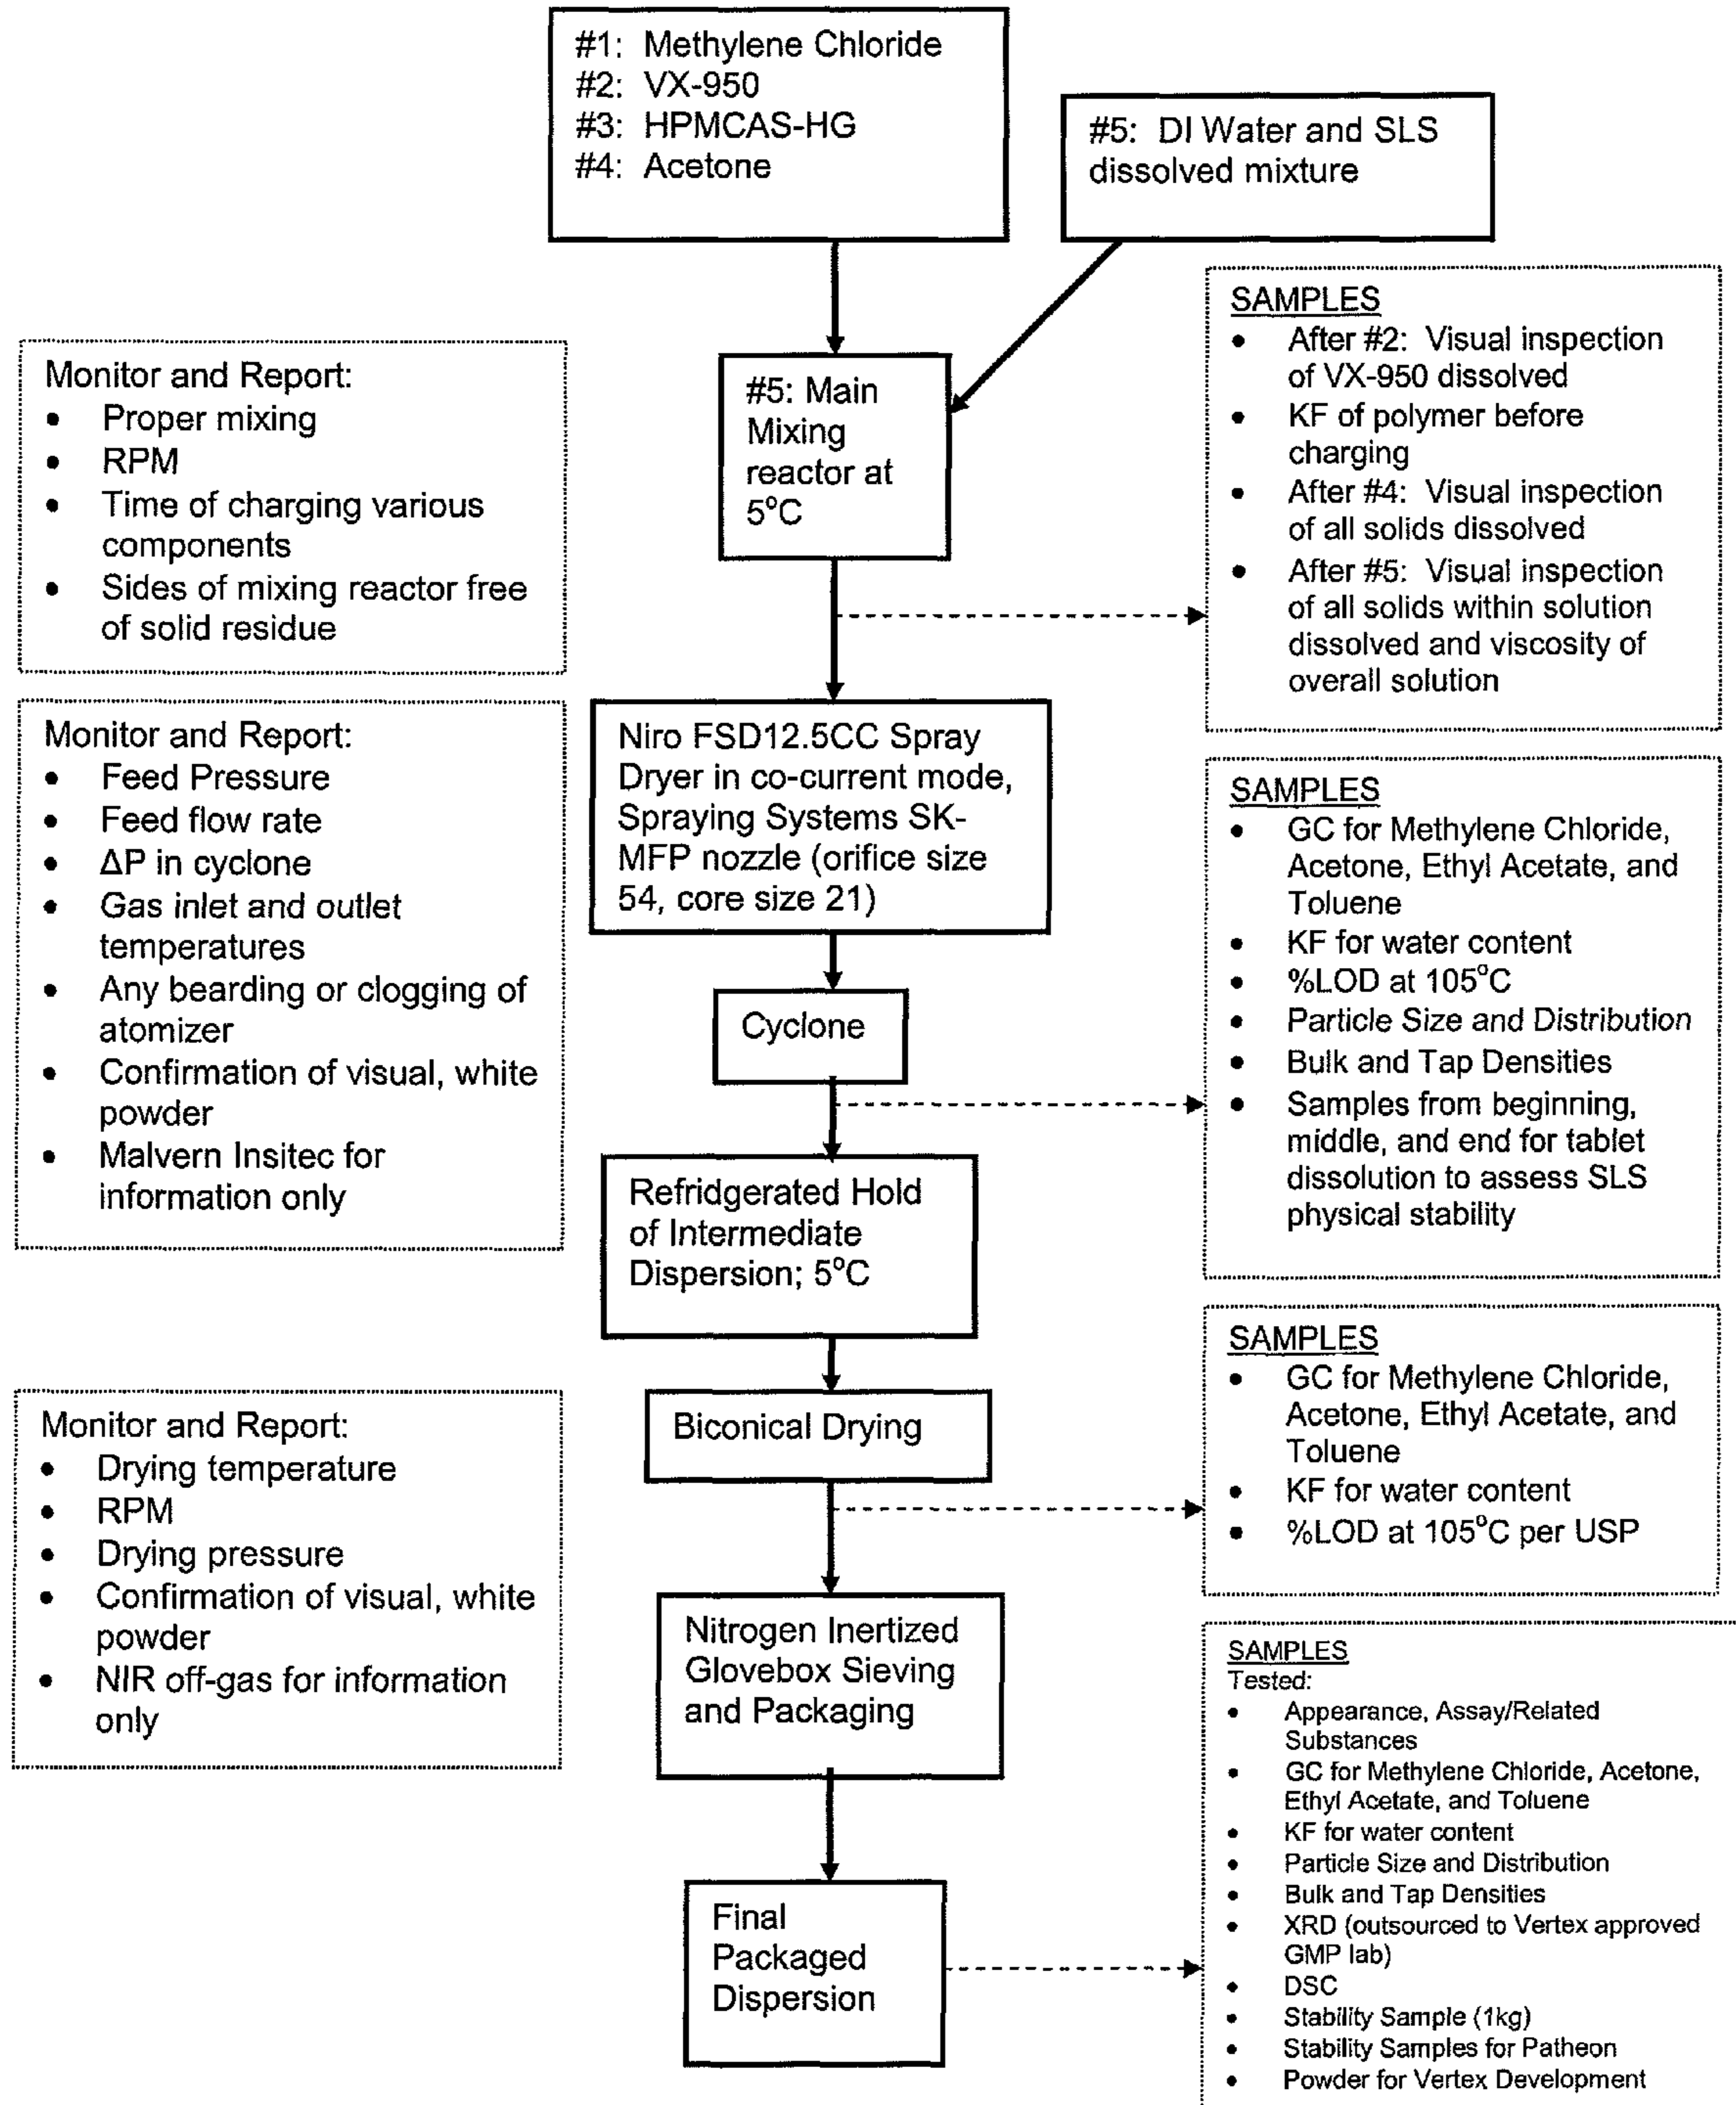 #1: Methylene Chloride
#2: VX-950
#3: HPMCAS-HG
#4: Acetone
#5: DI Water and SLS
dissolved mixture
SAMPLES
• After #2: Visual inspection
of VX-950 dissolved
• KF of polymer before
charging
• After #4: Visual inspection
of all solids dissolved
• After #5: Visual inspection
of all solids within solution
dissolved and viscosity of
overall solution
Monitor and Report:
• Proper mixing
• RPM
• Time of charging various
components
• Sides of mixing reactor free
of solid residue
#5: Main
Mixing
reactor at
5°C
Monitor and Report:
• Feed Pressure
• Feed flow rate
• ΔP in cyclone
• Gas inlet and outlet
temperatures
• Any bearding or clogging of
atomizer
• Confirmation of visual, white
powder
• Malvern Insitec for
information only
Niro FSD12.5CC Spray
Dryer in co-current mode,
Spraying Systems SK-
MFP nozzle (orifice size
54, core size 21)
SAMPLES
• GC for Methylene Chloride,
Acetone, Ethyl Acetate, and
Toluene
• KF for water content
• %LOD at 105°C
• Particle Size and Distribution
• Bulk and Tap Densities
• Samples from beginning,
middle, and end for tablet
dissolution to assess SLS
physical stability
Cyclone
Refridgerated Hold
of Intermediate
Dispersion; 5°C
SAMPLES
• GC for Methylene Chloride,
Acetone, Ethyl Acetate, and
Toluene
• KF for water content
• %LOD at 105°C per USP
Monitor and Report:
• Drying temperature
• RPM
• Drying pressure
• Confirmation of visual, white
powder
• NIR off-gas for information
only
Biconical Drying
Nitrogen Inertized
Glovebox Sieving
and Packaging
SAMPLES
Tested:
• Appearance, Assay/Related
Substances
• GC for Methylene Chloride, Acetone,
Ethyl Acetate, and Toluene
• KF for water content
• Particle Size and Distribution
• Bulk and Tap Densities
• XRD (outsourced to Vertex approved
GMP lab)
• DSC
• Stability Sample (1kg)
• Stability Samples for Patheon
• Powder for Vertex Development
Final
Packaged
Dispersion